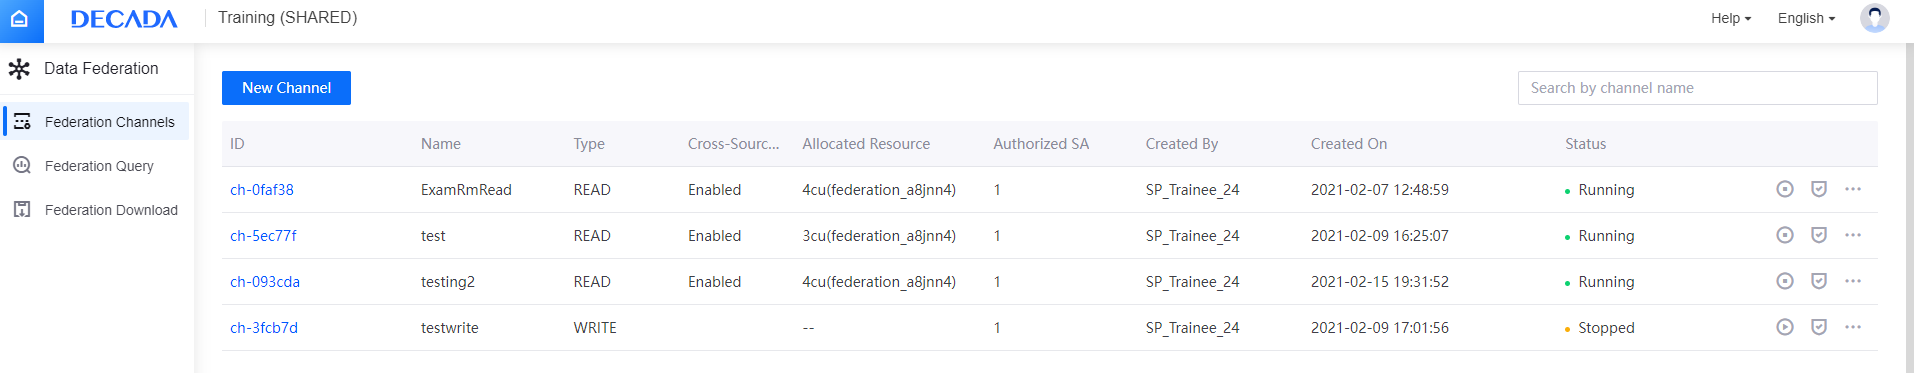 DECADA Training (SHARED) Help English
Data Federation
Federation Channels
Federation Query
Federation Download
New Channel Search by channel name
ID Name Type Cross-Sourc... Allocated Resource Authorized SA Created By Created On Status
ch-0faf38 ExamRmRead READ Enabled 4cu(federation_a8jnn4) 1 SP_Trainee_24 2021-02-07 12:48:59 Running
ch-5ec77f test READ Enabled 3cu(federation_a8jnn4) 1 SP_Trainee_24 2021-02-09 16:25:07 Running
ch-093cda testing2 READ Enabled 4cu(federation_a8jnn4) 1 SP_Trainee_24 2021-02-15 19:31:52 Running
ch-3fcb7d testwrite WRITE -- 1 SP_Trainee_24 2021-02-09 17:01:56 Stopped